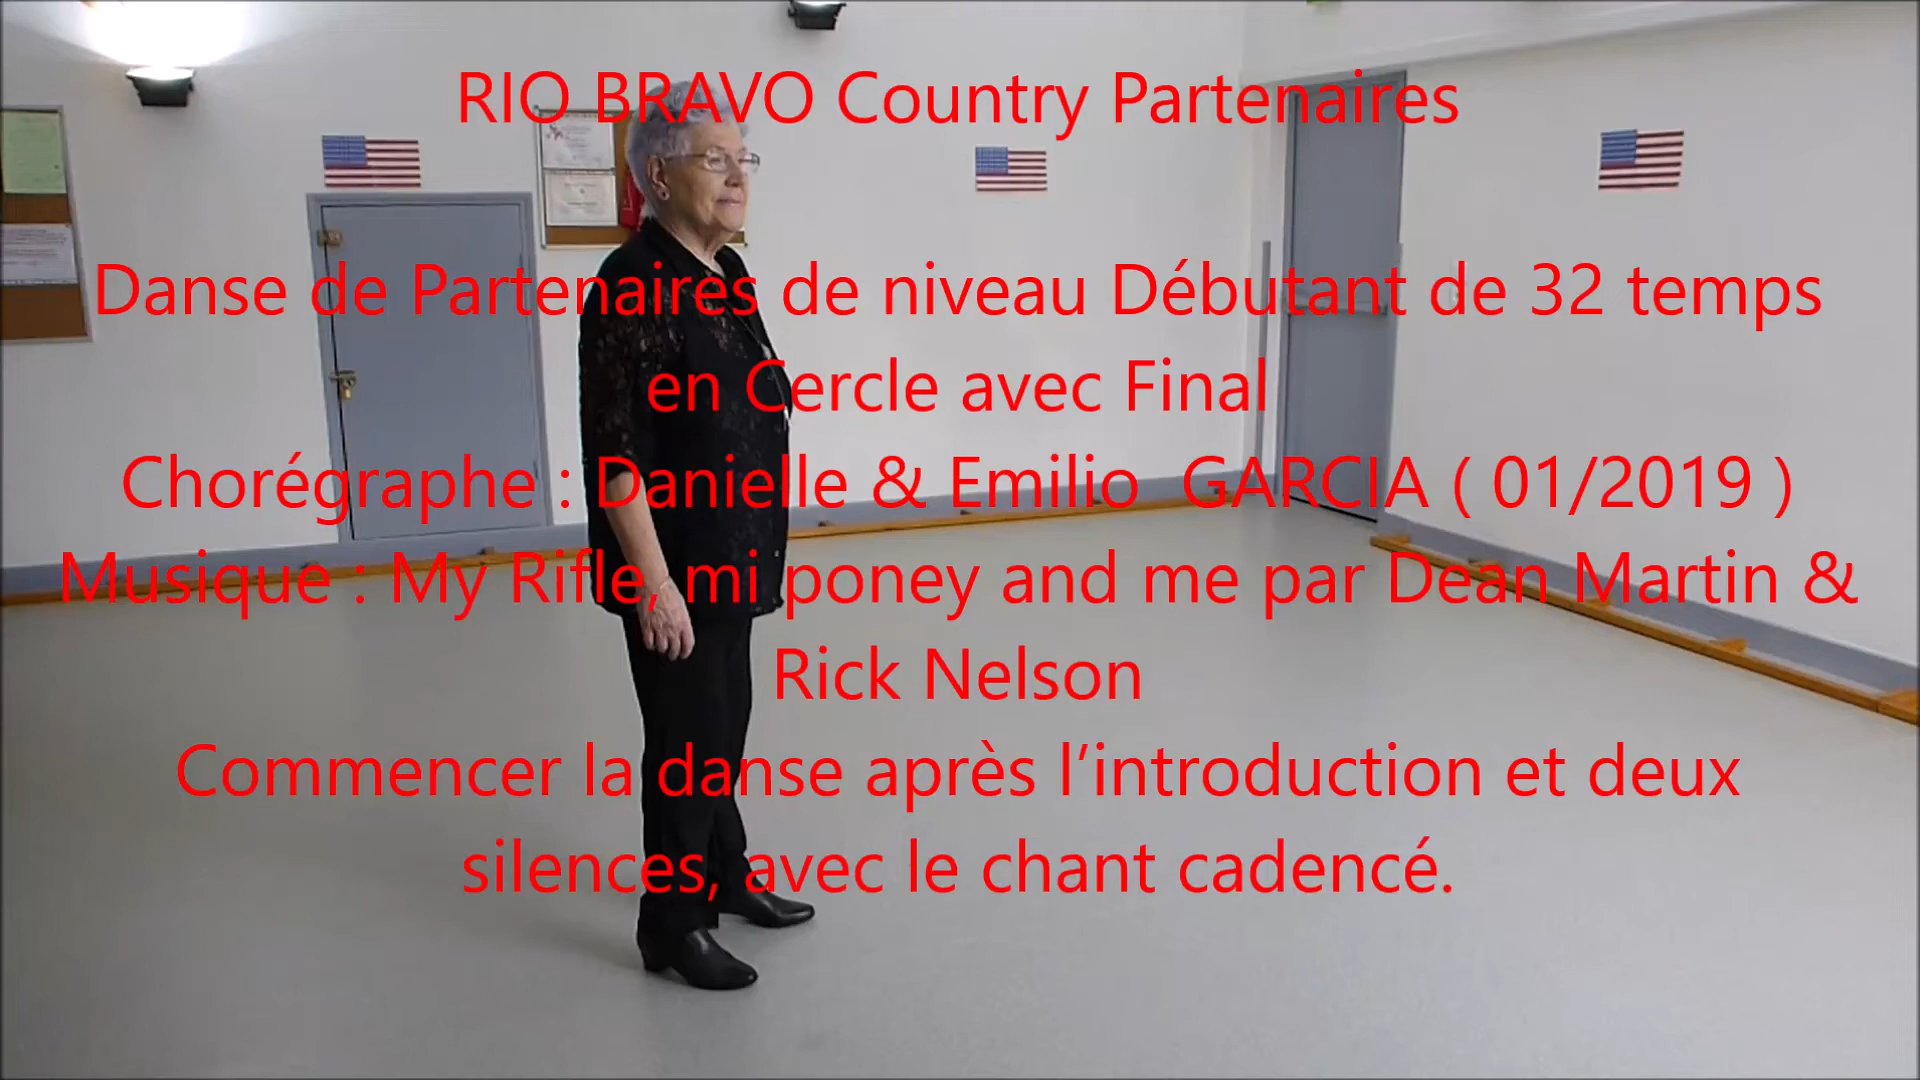 RIO BRAVO Country Partenaires
Danse de Partenaires de niveau Débutant de 32 temps
en Cercle avec Final
Chorégraphe : Danielle & Emilio  GARCIA ( 01/2019 )
Musique : My Rifle, mi poney and me par Dean Martin &
Rick Nelson
Commencer la danse après l’introduction et deux
silences, avec le chant cadencé.